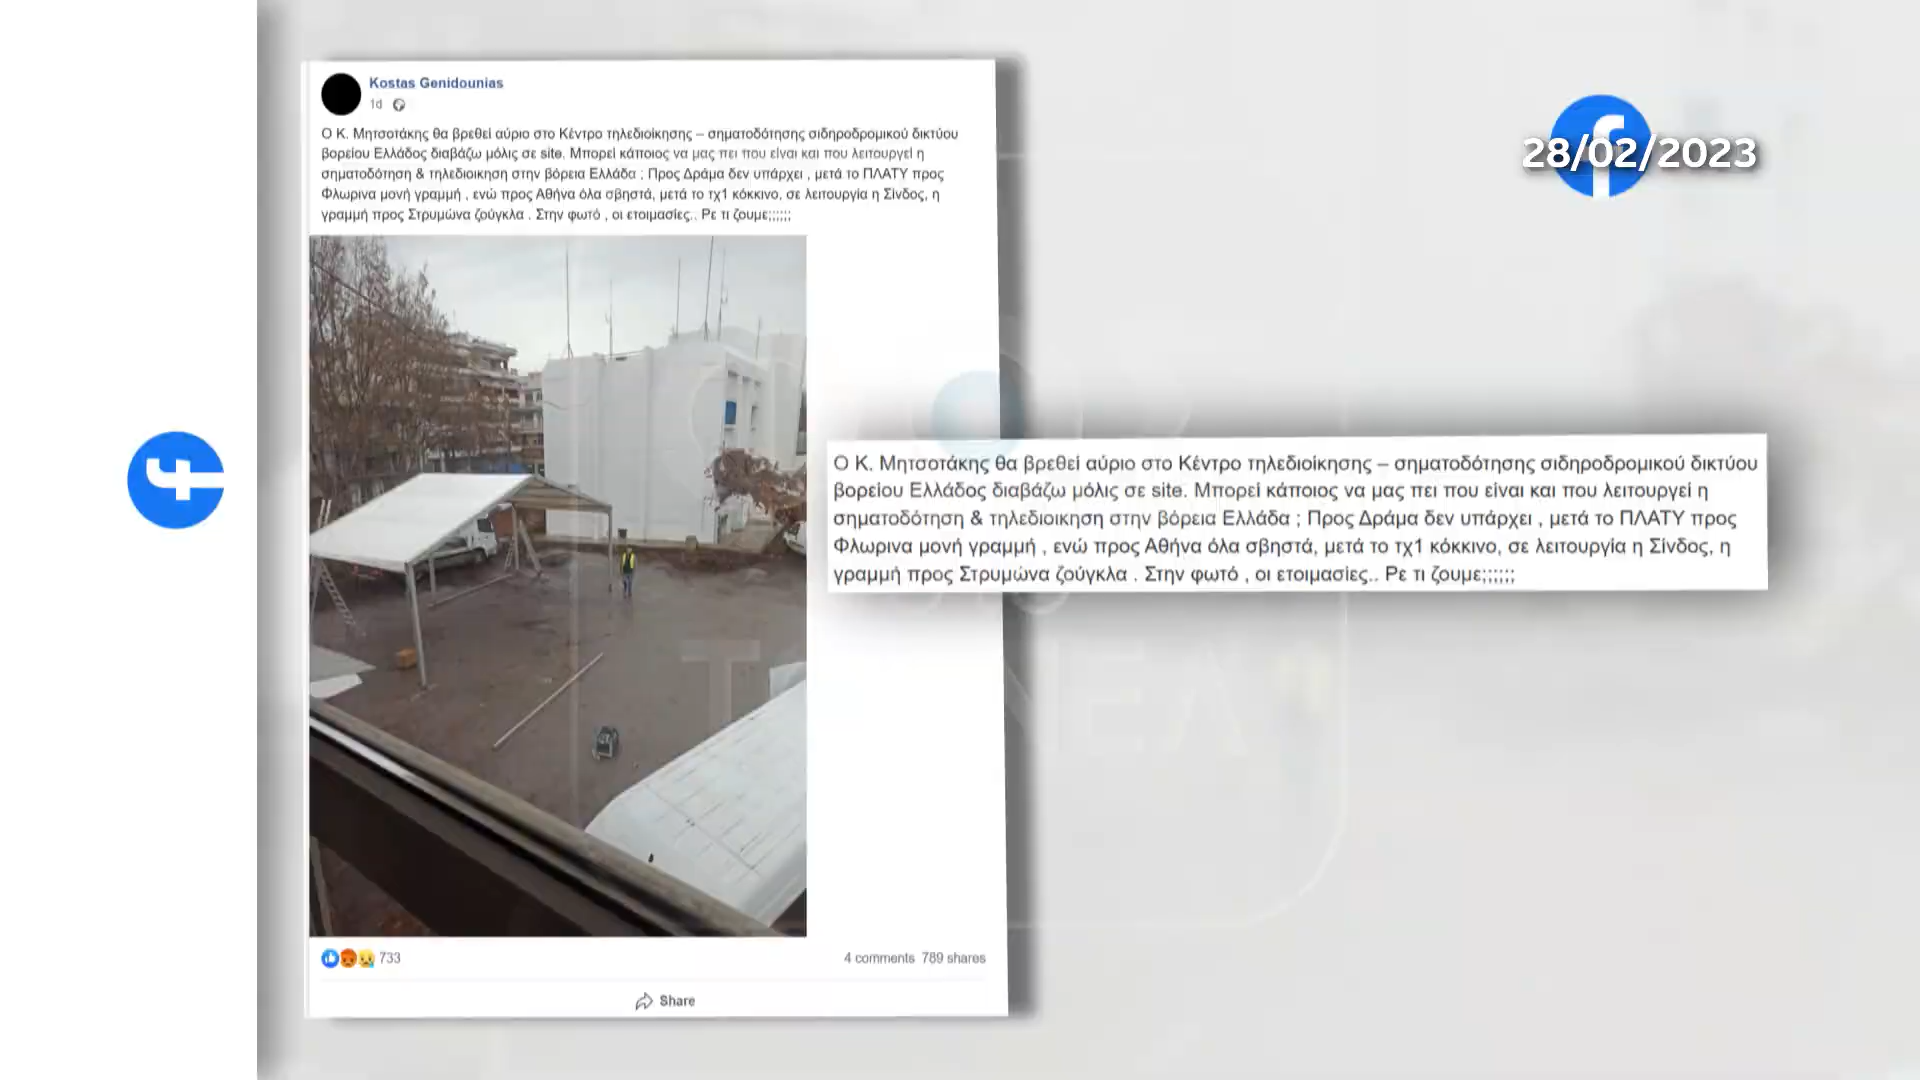 Kostas Genidounias
1d
Ο Κ. Μητσοτάκης θα βρεθεί αύριο στο Κέντρο τηλεδιοίκησης – σηματοδότησης σιδηροδρομικού δικτύου
βορείου Ελλάδος διαβάζω μόλις σε site. Μπορεί κάποιος να μας πει που είναι και που λειτουργεί η
σηματοδότηση & τηλεδιοικηση στην βόρεια Ελλάδα ; Προς Δράμα δεν υπάρχει , μετά το ΠΛΑΤΥ προς
Φλωρινα μονή γραμμή , ενώ προς Αθήνα όλα σβηστά, μετά το τχ1 κόκκινο, σε λειτουργία η Σίνδος, η
γραμμή προς Στρυμώνα ζούγκλα . Στην φωτό , οι ετοιμασίες.. Ρε τι ζουμε;;;;;;
28/02/2023
Ο Κ. Μητσοτάκης θα βρεθεί αύριο στο Κέντρο τηλεδιοίκησης – σηματοδότησης σιδηροδρομικού δικτύου
βορείου Ελλάδος διαβάζω μόλις σε site. Μπορεί κάποιος να μας πει που είναι και που λειτουργεί η
σηματοδότηση & τηλεδιοικηση στην βόρεια Ελλάδα ; Προς Δράμα δεν υπάρχει , μετά το ΠΛΑΤΥ προς
Φλωρινα μονή γραμμή , ενώ προς Αθήνα όλα σβηστά, μετά το τχ1 κόκκινο, σε λειτουργία η Σίνδος, η
γραμμή προς Στρυμώνα ζούγκλα . Στην φωτό , οι ετοιμασίες.. Ρε τι ζουμε;;;;;;
733
4 comments 789 shares
Share